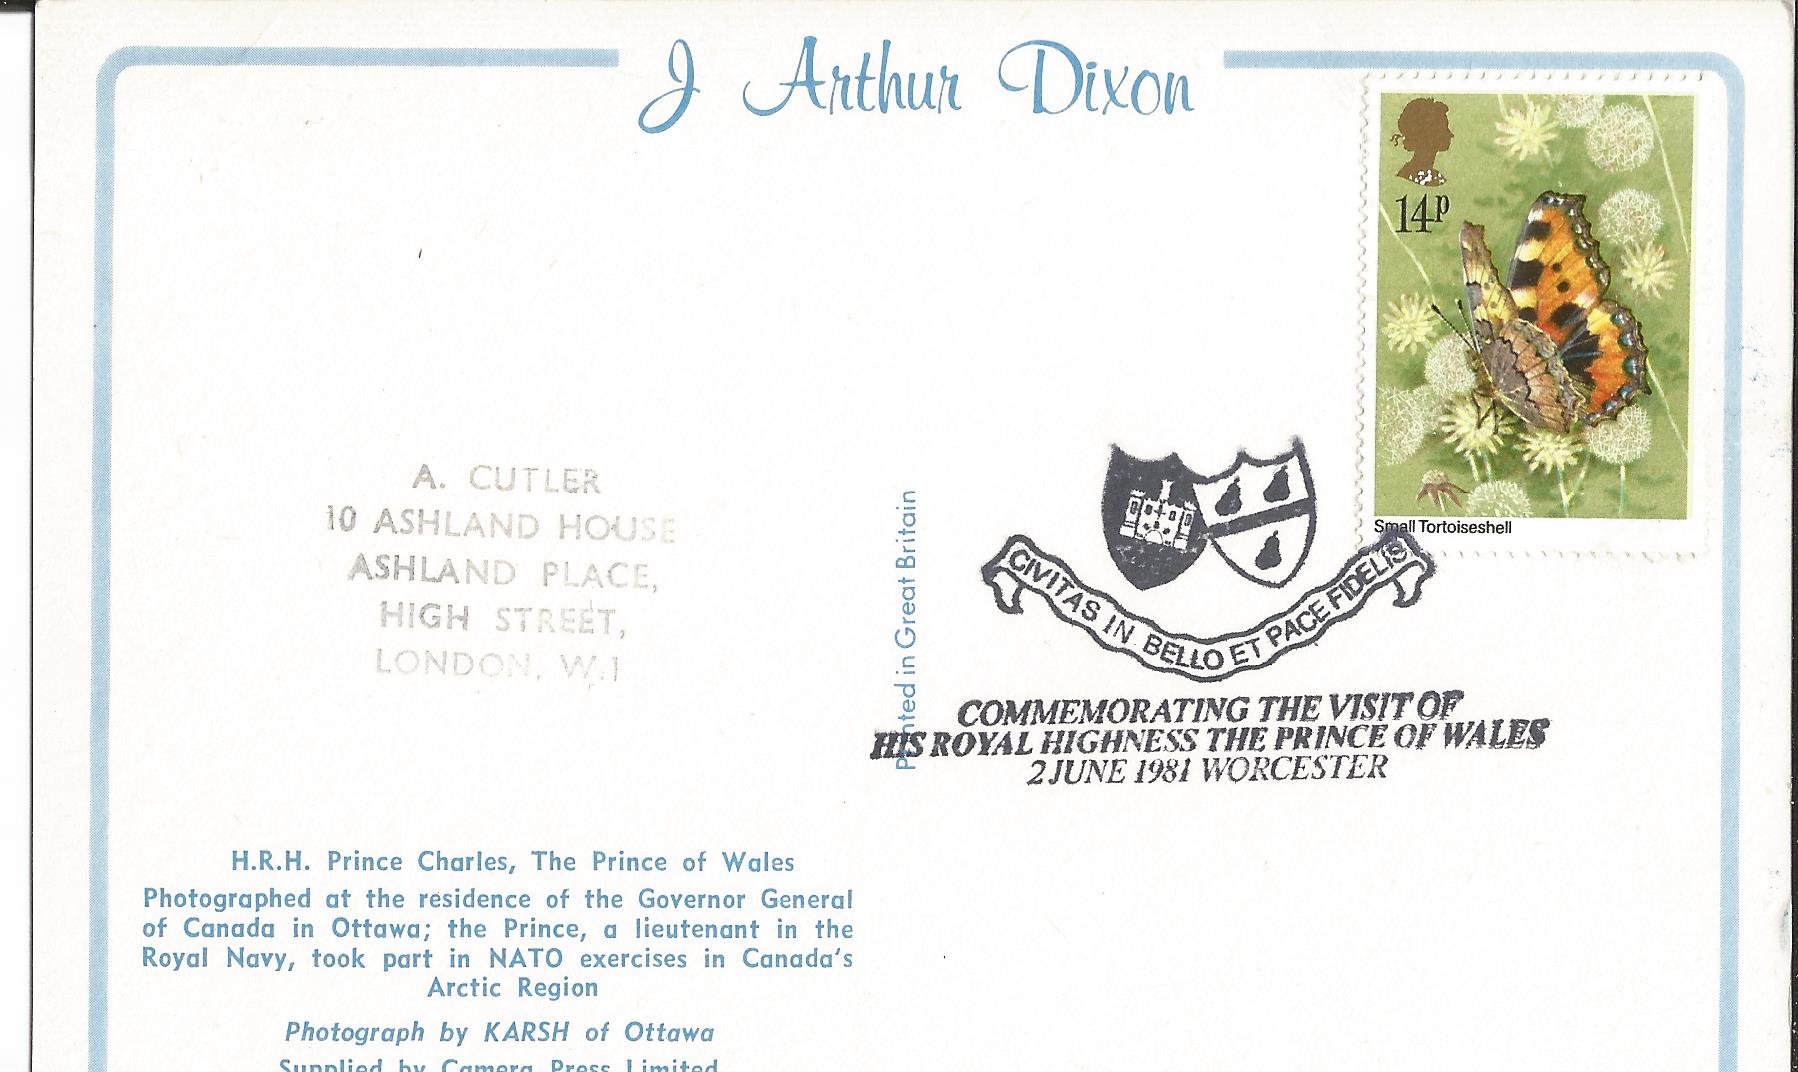 J Arthur Dixon
14P
Small Tortoiseshell
A. CUTLER
10 ASHLAND HOUSE
ASHLAND PLACE,
HIGH STREET,
LONDON, W.1
Printed in Great Britain
CIVITAS IN BELLO ET PACE FIDELIS
COMMEMORATING THE VISIT OF
HIS ROYAL HIGHNESS THE PRINCE OF WALES
2 JUNE 1981 WORCESTER
H.R.H. Prince Charles, The Prince of Wales
Photographed at the residence of the Governor General
of Canada in Ottawa; the Prince, a lieutenant in the
Royal Navy, took part in NATO exercises in Canada's
Arctic Region
Photograph by KARSH of Ottawa
Supplied by Camera Press Limited